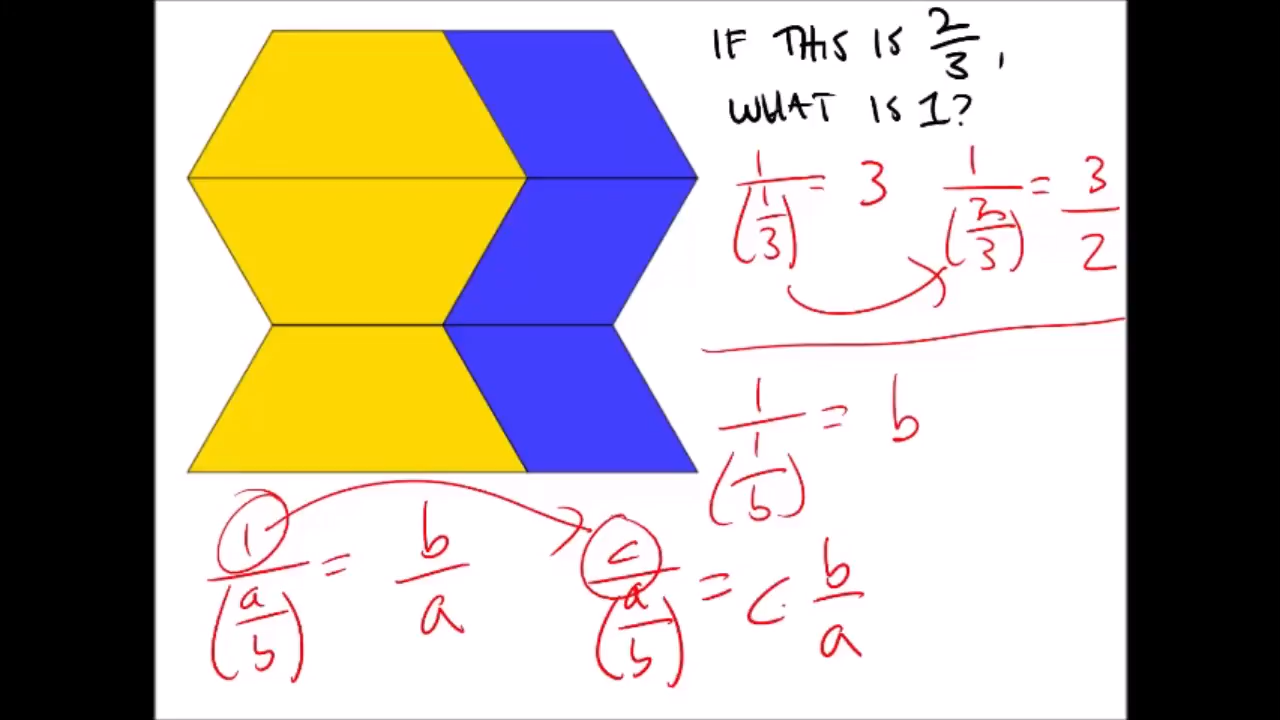 IF THIS IS 2/3,
WHAT IS 1?
1/(1/3) = 3 1/(2/3) = 3/2
1/(1/b) = b
1/(a/b) = b/a c/(a/b) = c b/a